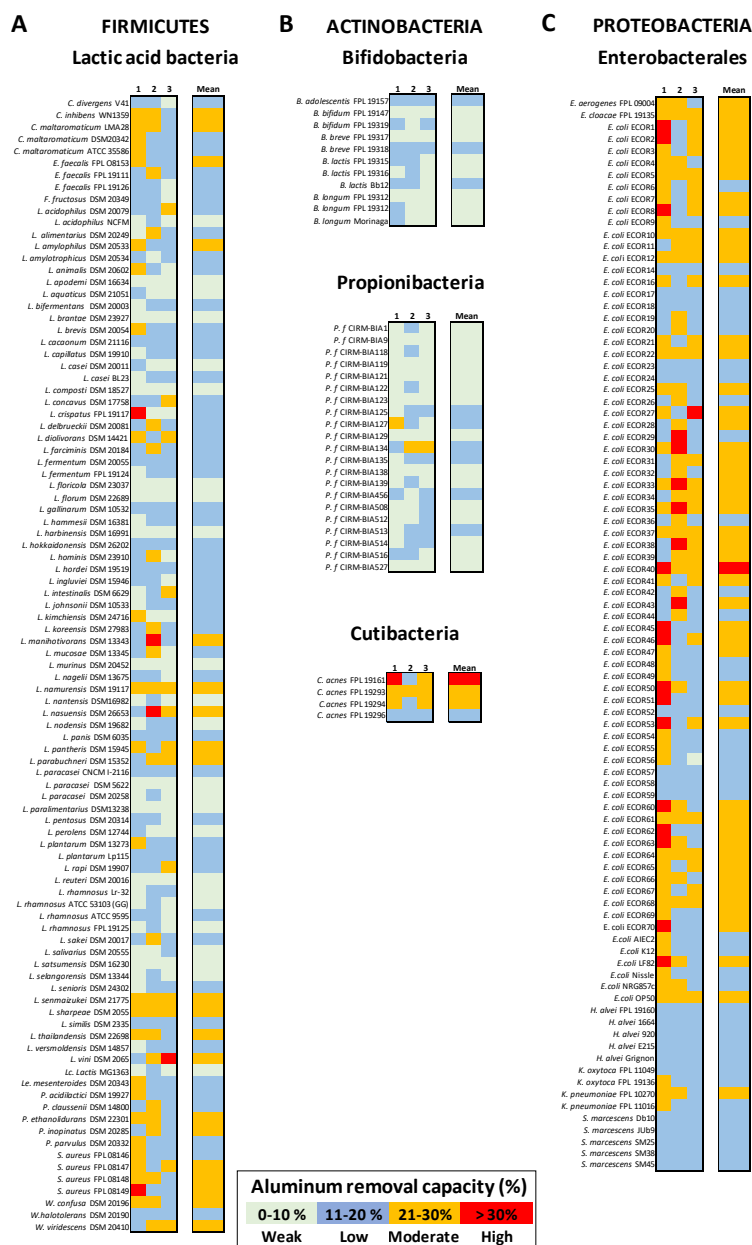 A
FIRMICUTES
Lactic acid bacteria
1 2 3 Mean
C. divergens V41
C. inhibens WN1359
C. maltaromaticum LMA28
C. maltaromaticum DSM20342
C. maltaromaticum ATCC 35586
E. faecalis FPL 08153
E. faecalis FPL 19111
E. faecalis FPL 19126
F. fructosus DSM 20349
L. acidophilus DSM 20079
L. acidophilus NCFM
L. alimentarius DSM 20249
L. amylophilus DSM 20533
L. amylotrophicus DSM 20534
L. animalis DSM 20602
L. apodemi DSM 16634
L. aquaticus DSM 21051
L. bifermentans DSM 20003
L. brantae DSM 23927
L. brevis DSM 20054
L. cacaonum DSM 21116
L. capillatus DSM 19910
L. casei DSM 20011
L. casei BL23
L. composti DSM 18527
L. concavus DSM 17758
L. crispatus FPL 19117
L. delbrueckii DSM 20081
L. diolivorans DSM 14421
L. farciminis DSM 20184
L. fermentum DSM 20055
L. fermentum FPL 19124
L. floricola DSM 23037
L. florum DSM 22689
L. gallinarum DSM 10532
L. hammesii DSM 16381
L. harbinensis DSM 16991
L. hokkaidonensis DSM 26202
L. hominis DSM 23910
L. hordei DSM 19519
L. ingluviei DSM 15946
L. intestinalis DSM 6629
L. johnsonii DSM 10533
L. kimchiensis DSM 24716
L. koreensis DSM 27983
L. manihotivorans DSM 13343
L. mucosae DSM 13345
L. murinus DSM 20452
L. nagelii DSM 13675
L. namurensis DSM 19117
L. nantensis DSM16982
L. nasuensis DSM 26653
L. nodensis DSM 19682
L. panis DSM 6035
L. pantheris DSM 15945
L. parabuchneri DSM 15352
L. paracasei CNCM I-2116
L. paracasei DSM 5622
L. paracasei DSM 20258
L. paralimentarius DSM13238
L. pentosus DSM 20314
L. perolens DSM 12744
L. plantarum DSM 13273
L. plantarum Lp115
L. rapi DSM 19907
L. reuteri DSM 20016
L. rhamnosus Lr-32
L. rhamnosus ATCC 53103 (GG)
L. rhamnosus ATCC 9595
L. rhamnosus FPL 19125
L. sakei DSM 20017
L. salivarius DSM 20555
L. satsumensis DSM 16230
L. selangorensis DSM 13344
L. senioris DSM 24302
L. senmaizukei DSM 21775
L. sharpeae DSM 2055
L. similis DSM 2335
L. thailandensis DSM 22698
L. versmoldensis DSM 14857
L. vini DSM 2065
Lc. Lactis MG1363
Le. mesenteroides DSM 20343
P. acidilactici DSM 19927
P. claussenii DSM 14800
P. ethanolidurans DSM 22301
P. inopinatus DSM 20285
P. parvulus DSM 20332
S. aureus FPL 08146
S. aureus FPL 08147
S. aureus FPL 08148
S. aureus FPL 08149
W. confusa DSM 20196
W.halotolerans DSM 20190
W. viridescens DSM 20410
B
ACTINOBACTERIA
Bifidobacteria
1 2 3 Mean
B. adolescentis FPL 19157
B. bifidum FPL 19147
B. bifidum FPL 19319
B. breve FPL 19317
B. breve FPL 19318
B. lactis FPL 19315
B. lactis FPL 19316
B. lactis Bb12
B. longum FPL 19312
B. longum FPL 19312
B. longum Morinaga
Propionibacteria
1 2 3 Mean
P. f CIRM-BIA1
P. f CIRM-BIA9
P. f CIRM-BIA118
P. f CIRM-BIA119
P. f CIRM-BIA121
P. f CIRM-BIA122
P. f CIRM-BIA123
P. f CIRM-BIA125
P. f CIRM-BIA127
P. f CIRM-BIA129
P. f CIRM-BIA134
P. f CIRM-BIA135
P. f CIRM-BIA138
P. f CIRM-BIA139
P. f CIRM-BIA456
P. f CIRM-BIA508
P. f CIRM-BIA512
P. f CIRM-BIA513
P. f CIRM-BIA514
P. f CIRM-BIA516
P. f CIRM-BIA527
Cutibacteria
1 2 3 Mean
C. acnes FPL 19161
C. acnes FPL 19293
C.acnes FPL 19294
C. acnes FPL 19296
C
PROTEOBACTERIA
Enterobacterales
1 2 3 Mean
E. aerogenes FPL 09004
E. cloacae FPL 19135
E. coli ECOR1
E. coli ECOR2
E. coli ECOR3
E. coli ECOR4
E. coli ECOR5
E. coli ECOR6
E. coli ECOR7
E. coli ECOR8
E. coli ECOR9
E. coli ECOR10
E. coli ECOR11
E. coli ECOR12
E. coli ECOR14
E. coli ECOR16
E. coli ECOR17
E. coli ECOR18
E. coli ECOR19
E. coli ECOR20
E. coli ECOR21
E. coli ECOR22
E. coli ECOR23
E. coli ECOR24
E. coli ECOR25
E. coli ECOR26
E. coli ECOR27
E. coli ECOR28
E. coli ECOR29
E. coli ECOR30
E. coli ECOR31
E. coli ECOR32
E. coli ECOR33
E. coli ECOR34
E. coli ECOR35
E. coli ECOR36
E. coli ECOR37
E. coli ECOR38
E. coli ECOR39
E. coli ECOR40
E. coli ECOR41
E. coli ECOR42
E. coli ECOR43
E. coli ECOR44
E. coli ECOR45
E. coli ECOR46
E. coli ECOR47
E. coli ECOR48
E. coli ECOR49
E. coli ECOR50
E. coli ECOR51
E. coli ECOR52
E. coli ECOR53
E. coli ECOR54
E. coli ECOR55
E. coli ECOR56
E. coli ECOR57
E. coli ECOR58
E. coli ECOR59
E. coli ECOR60
E. coli ECOR61
E. coli ECOR62
E. coli ECOR63
E. coli ECOR64
E. coli ECOR65
E. coli ECOR66
E. coli ECOR67
E. coli ECOR68
E. coli ECOR69
E. coli ECOR70
E.coli AIEC2
E.coli K12
E.coli LF82
E.coli Nissle
E.coli NRG857c
E.coli OP50
H. alvei FPL 19160
H. alvei 1664
H. alvei 920
H. alvei E215
H. alvei Grignon
K. oxytoca FPL 11049
K. oxytoca FPL 19136
K. pneumoniae FPL 10270
K. pneumoniae FPL 11016
S. marcescens Db10
S. marcescens JUb9
S. marcescens SM25
S. marcescens SM38
S. marcescens SM45
Aluminum removal capacity (%)
0-10 % 11-20 % 21-30% > 30%
Weak Low Moderate High